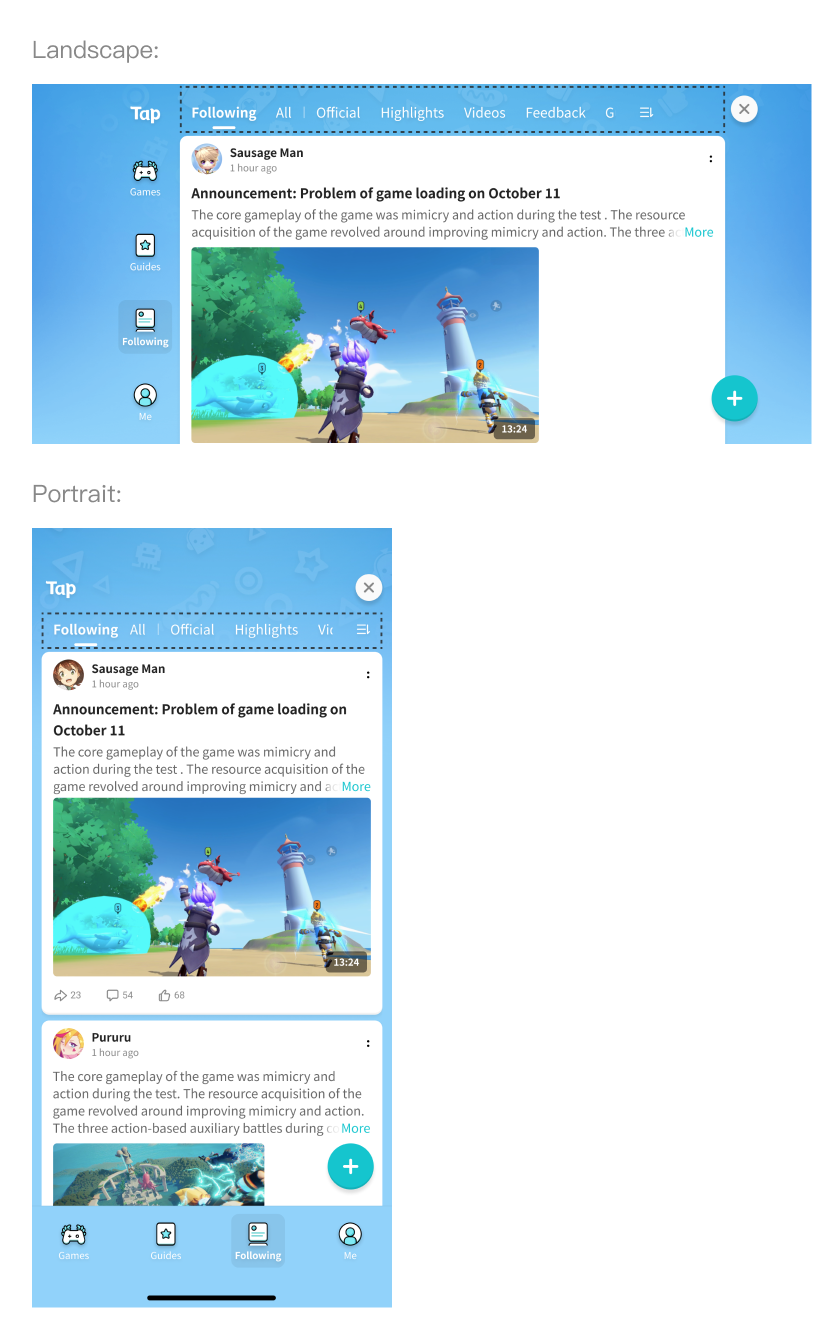 Landscape:
Tap
Following All Official Highlights Videos Feedback G
Games
Guides
Following
Me
Sausage Man
1 hour ago
Announcement: Problem of game loading on October 11
The core gameplay of the game was mimicry and action during the test . The resource
acquisition of the game revolved around improving mimicry and action. The three More
13:24
Portrait:
Tap
Following All Official Highlights
Sausage Man
1 hour ago
Announcement: Problem of game loading on
October 11
The core gameplay of the game was mimicry and
action during the test . The resource acquisition of the
game revolved around improving mimicry and More
13:24
23 54 68
Pururu
1 hour ago
The core gameplay of the game was mimicry and
action during the test. The resource acquisition of the
game revolved around improving mimicry and action.
The three action-based auxiliary battles during More
Games Guides Following Me